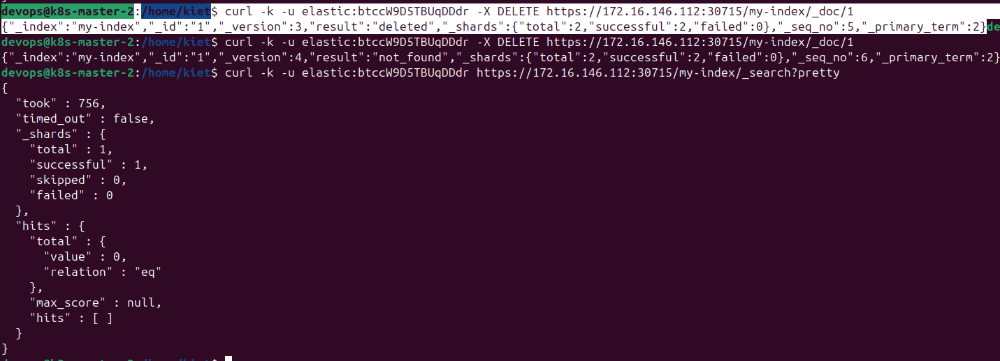 devops@k8s-master-2:/home/kiet$ curl -k -u elastic:btccW9D5TBUqDDdr -X DELETE https://172.16.146.112:30715/my-index/_doc/1
{"_index":"my-index","_id":"1","_version":3,"result":"deleted","_shards":{"total":2,"successful":2,"failed":0},"_seq_no":5,"_primary_term":2}de
devops@k8s-master-2:/home/kiet$ curl -k -u elastic:btccW9D5TBUqDDdr -X DELETE https://172.16.146.112:30715/my-index/_doc/1
{"_index":"my-index","_id":"1","_version":4,"result":"not_found","_shards":{"total":2,"successful":2,"failed":0},"_seq_no":6,"_primary_term":2}
devops@k8s-master-2:/home/kiet$ curl -k -u elastic:btccW9D5TBUqDDdr https://172.16.146.112:30715/my-index/_search?pretty
{
  "took" : 756,
  "timed_out" : false,
  "_shards" : {
    "total" : 1,
    "successful" : 1,
    "skipped" : 0,
    "failed" : 0
  },
  "hits" : {
    "total" : {
      "value" : 0,
      "relation" : "eq"
    },
    "max_score" : null,
    "hits" : [ ]
  }
}